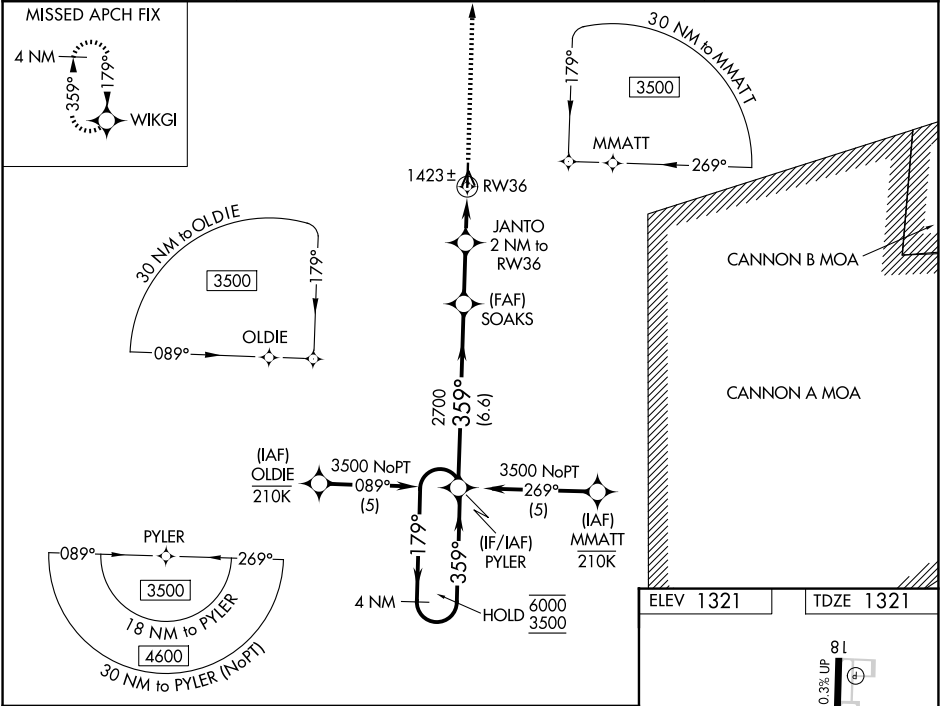 MISSED APCH FIX
4 NM
359°
179°
WIKGI
30 NM to MMATT
179°
3500
MMATT
269°
1423±
RW36
JANTO
2 NM to
RW36
30 NM to OLDIE
3500
179°
OLDIE
089°
(FAF)
SOAKS
CANNON B MOA
CANNON A MOA
2700
359°
(6.6)
(IAF)
OLDIE
210K
3500 NoPT
089°
(5)
3500 NoPT
269°
(5)
(IAF)
MMATT
210K
(IF/IAF)
PYLER
179°
359°
4 NM
HOLD 6000
3500
PYLER
089°
269°
3500
18 NM to PYLER
4600
30 NM to PYLER (NoPT)
ELEV 1321
TDZE 1321
18
P
0.3% UP